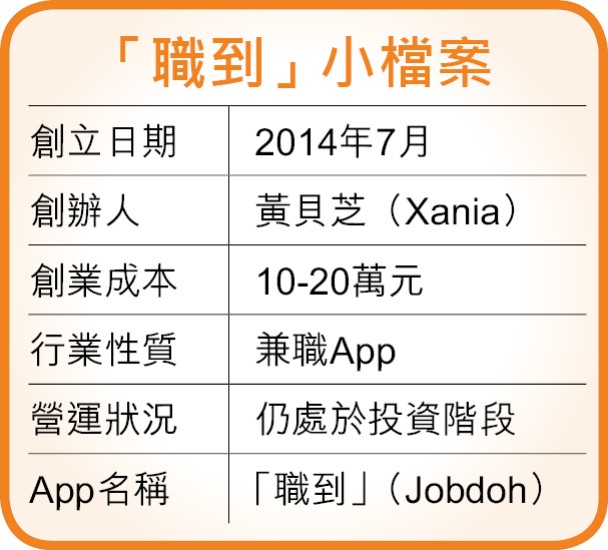 「職到」小檔案
創立日期 2014年7月
創辦人 黃貝芝（Xania）
創業成本 10-20萬元
行業性質 兼職App
營運狀況 仍處於投資階段
App名稱 「職到」（Jobdoh）